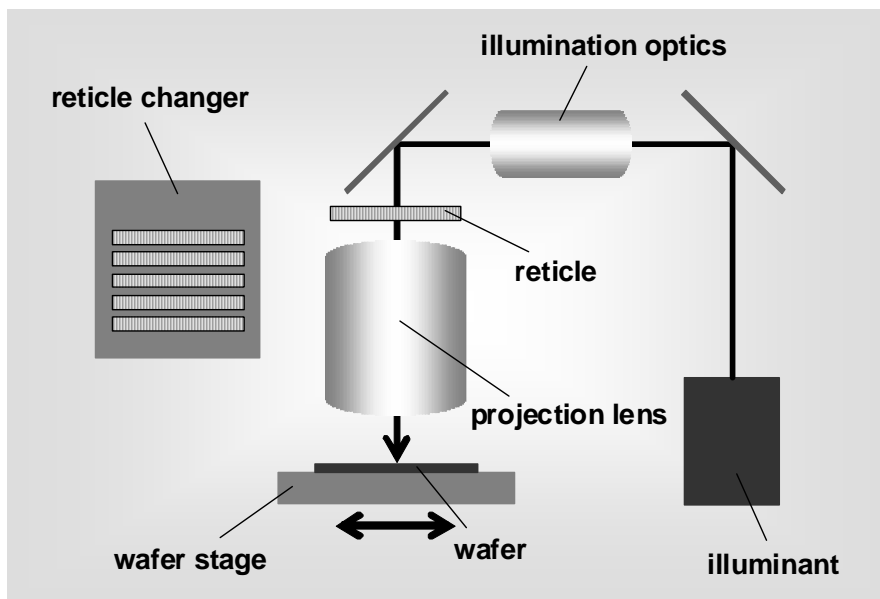 illumination optics
reticle changer
reticle
projection lens
wafer
wafer stage
illuminant